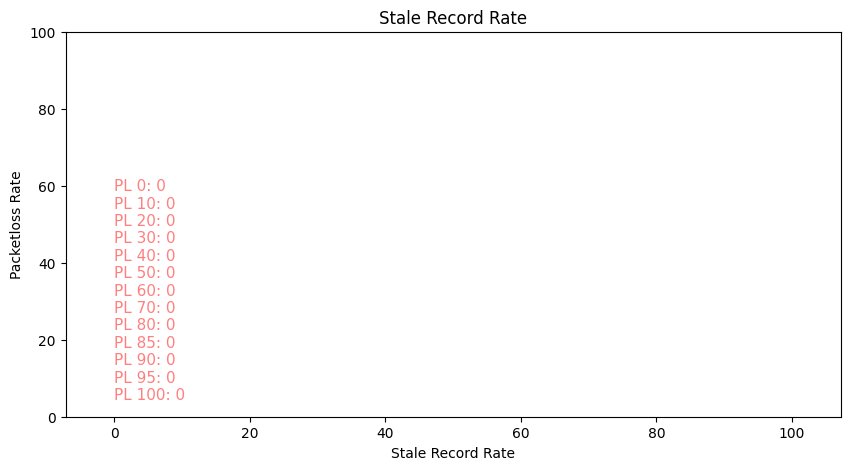 Stale Record Rate
100
80
60
40
20
0
Packetloss Rate
PL 0: 0
PL 10: 0
PL 20: 0
PL 30: 0
PL 40: 0
PL 50: 0
PL 60: 0
PL 70: 0
PL 80: 0
PL 85: 0
PL 90: 0
PL 95: 0
PL 100: 0
0 20 40 60 80 100
Stale Record Rate